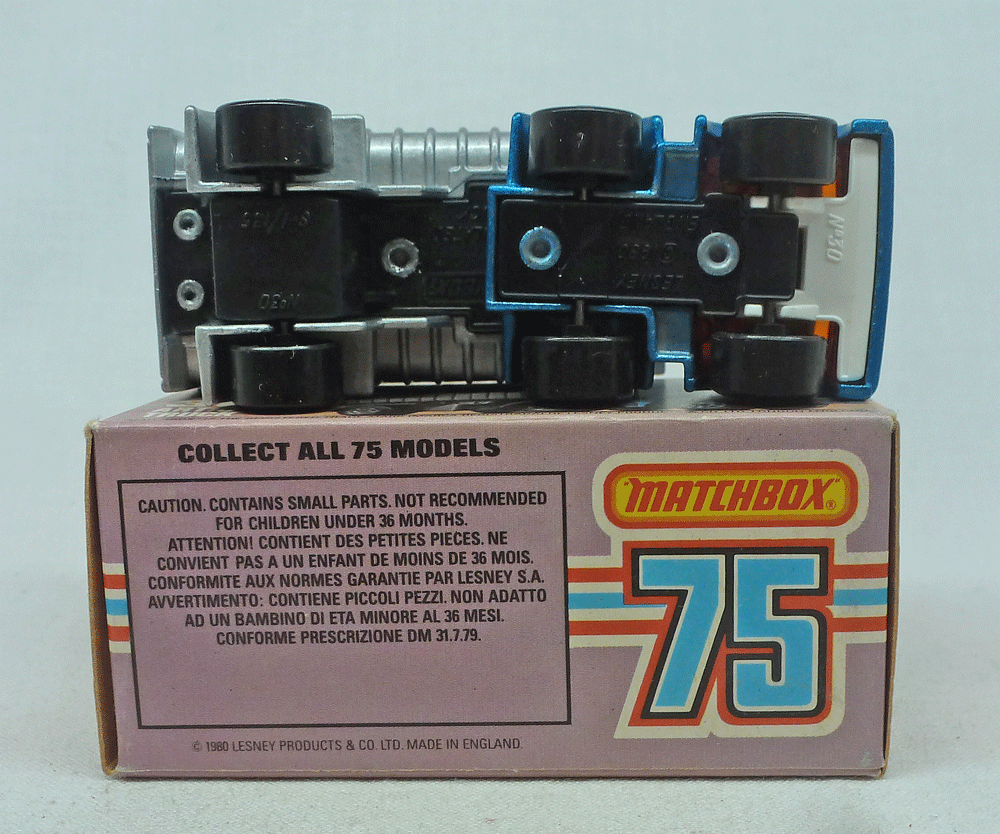 Nº30
Nº30
LESNEY
COLLECT ALL 75 MODELS
CAUTION. CONTAINS SMALL PARTS. NOT RECOMMENDED
FOR CHILDREN UNDER 36 MONTHS.
ATTENTION! CONTIENT DES PETITES PIECES. NE
CONVIENT PAS A UN ENFANT DE MOINS DE 36 MOIS.
CONFORMITE AUX NORMES GARANTIE PAR LESNEY S.A.
AVVERTIMENTO: CONTIENE PICCOLI PEZZI. NON ADATTO
AD UN BAMBINO DI ETA MINORE AL 36 MESI.
CONFORME PRESCRIZIONE DM 31.7.79.
© 1980 LESNEY PRODUCTS & CO. LTD. MADE IN ENGLAND.
"MATCHBOX"®
75